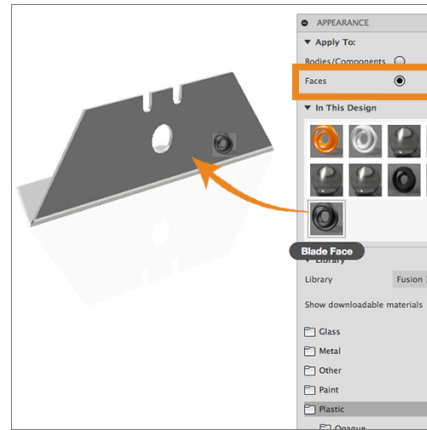 APPEARANCE
Apply To:
Bodies/Components
Faces
In This Design
Blade Face
Library
Library Fusion
Show downloadable materials
Glass
Metal
Other
Paint
Plastic
Opaque